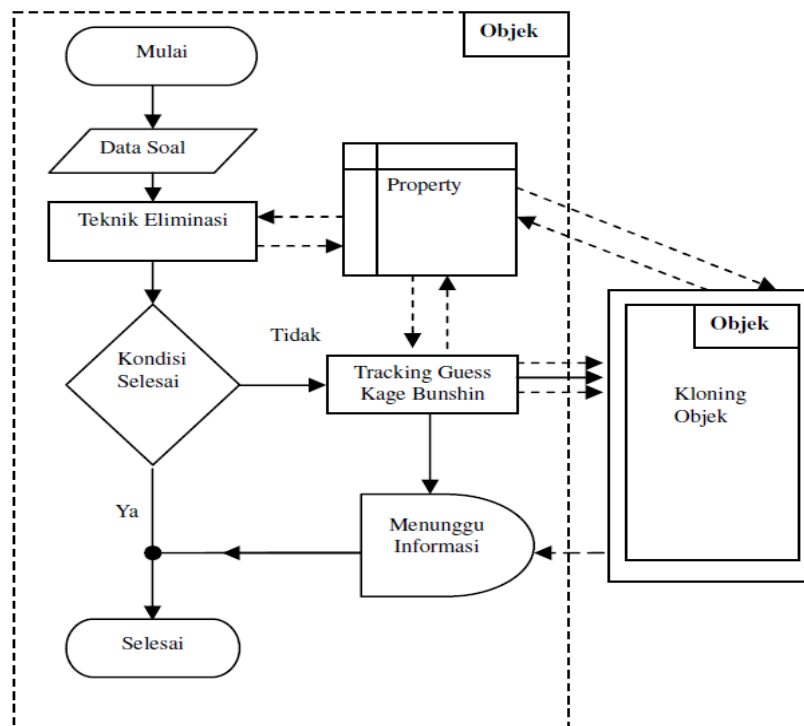 Mulai
Objek
Data Soal
Property
Teknik Eliminasi
Objek
Tidak
Kondisi
Selesai
Tracking Guess
Kage Bunshin
Kloning
Objek
Ya
Menunggu
Informasi
Selesai